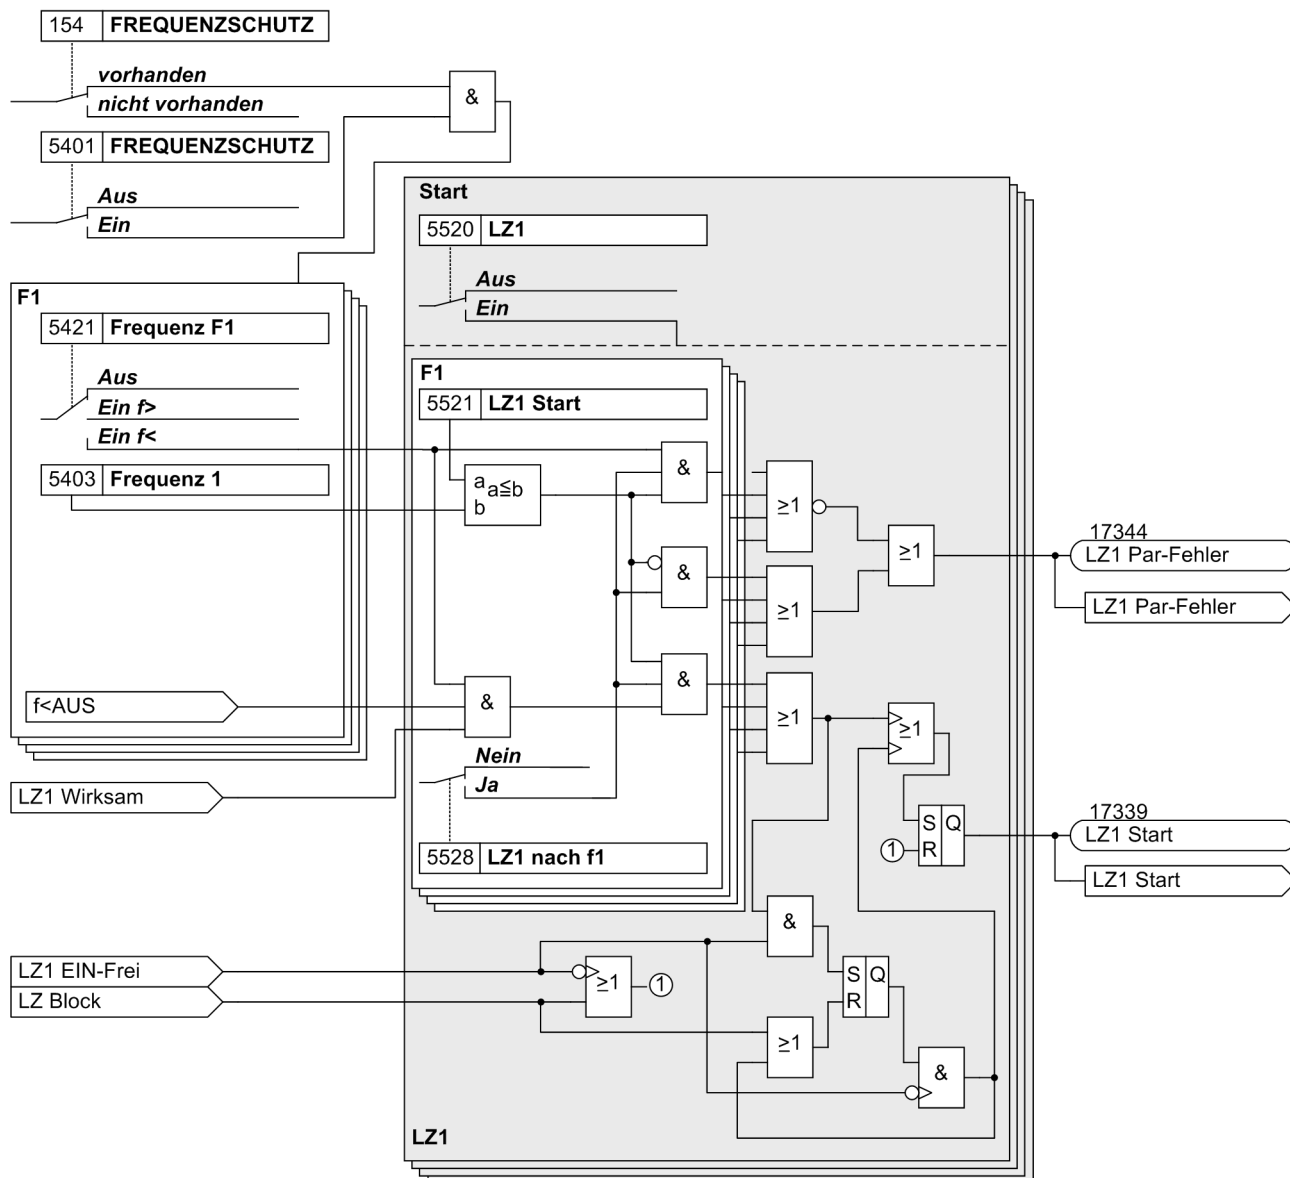 154 FREQUENZSCHUTZ
vorhanden
nicht vorhanden
&
5401 FREQUENZSCHUTZ
Aus
Ein
Start
5520 LZ1
Aus
Ein
F1
5421 Frequenz F1
Aus
Ein f>
Ein f<
5403 Frequenz 1
f<AUS
LZ1 Wirksam
F1
5521 LZ1 Start
a a≦b
b
&
&
&
&
Nein
Ja
5528 LZ1 nach f1
≥1
≥1
≥1
≥1
17344
LZ1 Par-Fehler
LZ1 Par-Fehler
≥1
S Q
1 R
17339
LZ1 Start
LZ1 Start
LZ1 EIN-Frei
LZ Block
≥1 1
&
S Q
R
≥1
&
LZ1